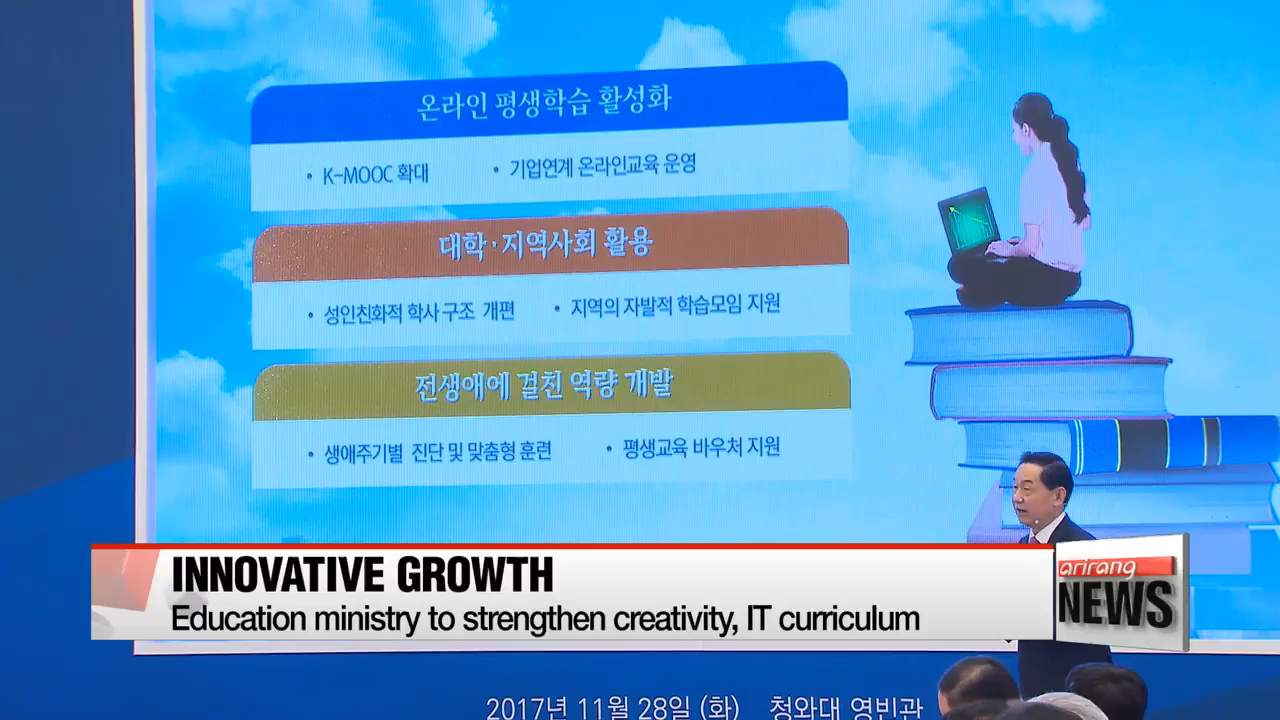 온라인 평생학습 활성화
• K-MOOC 확대 • 기업연계 온라인교육 운영
대학·지역사회 활용
• 성인친화적 학사 구조 개편 • 지역의 자발적 학습모임 지원
전생애에 걸친 역량 개발
• 생애주기별 진단 및 맞춤형 훈련 • 평생교육 바우처 지원
INNOVATIVE GROWTH
Education ministry to strengthen creativity, IT curriculum
arirang
NEWS
2017년 11월 28일 (화) 청와대 영빈관